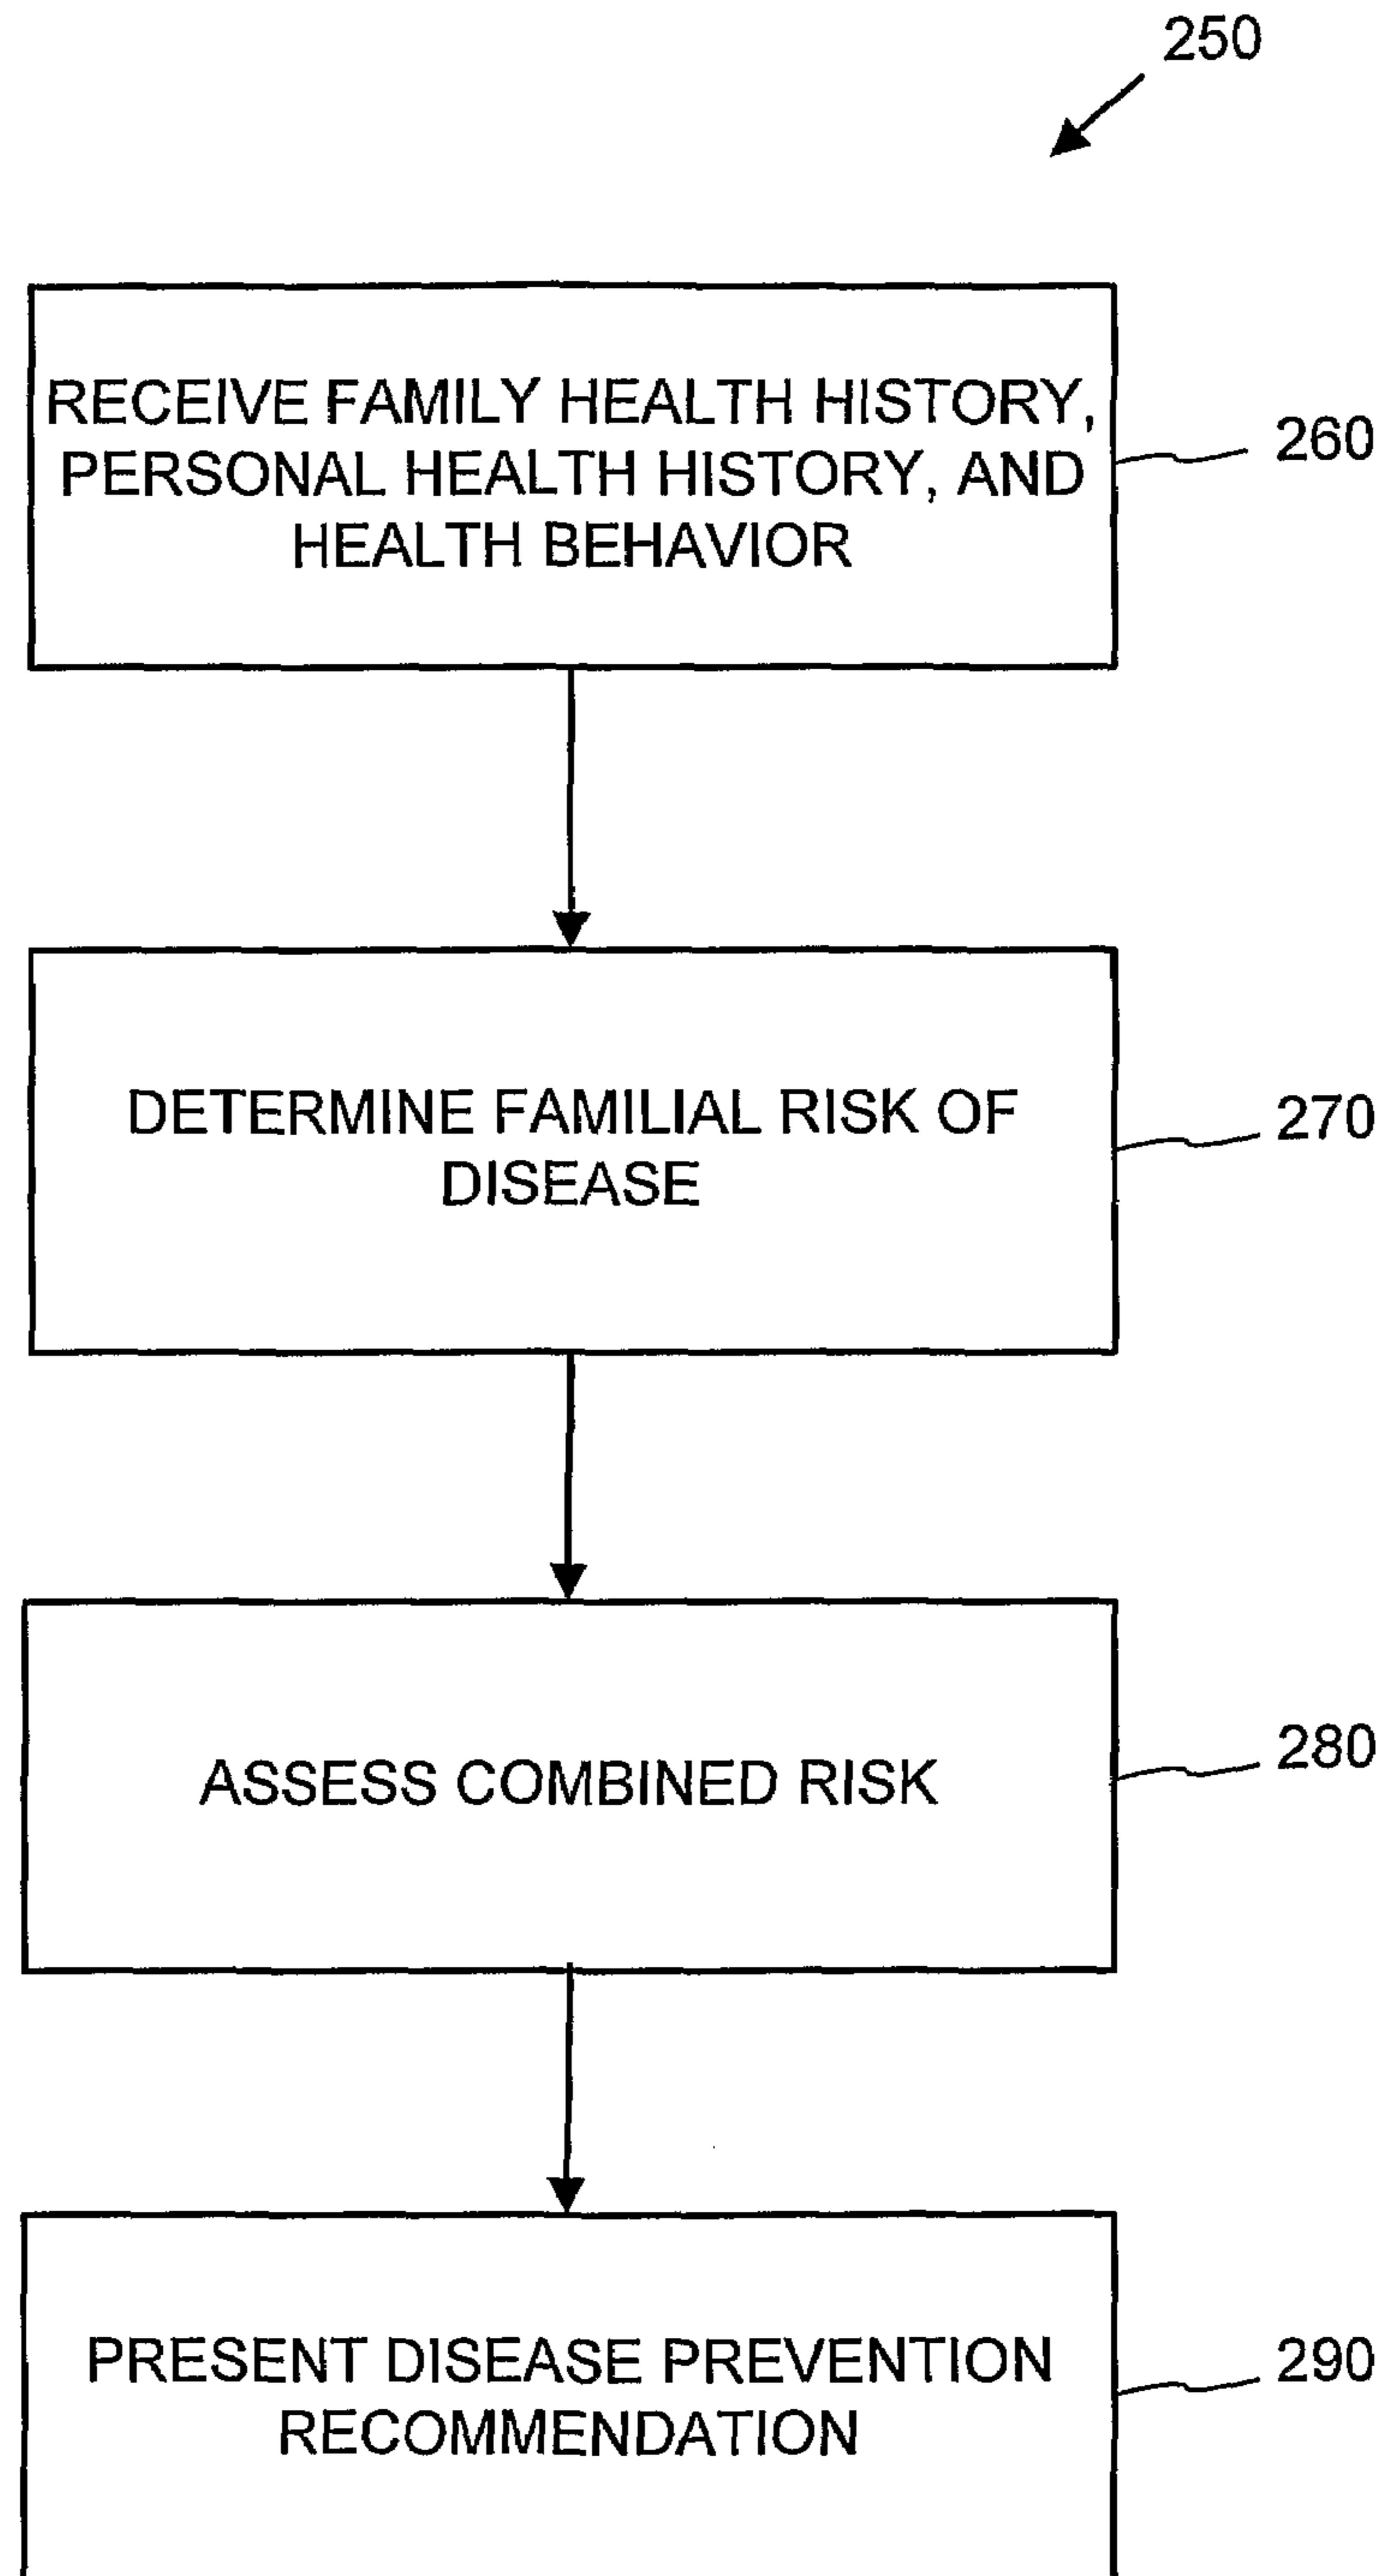 250
RECEIVE FAMILY HEALTH HISTORY,
PERSONAL HEALTH HISTORY, AND
HEALTH BEHAVIOR
260
DETERMINE FAMILIAL RISK OF
DISEASE
270
ASSESS COMBINED RISK
280
PRESENT DISEASE PREVENTION
RECOMMENDATION
290